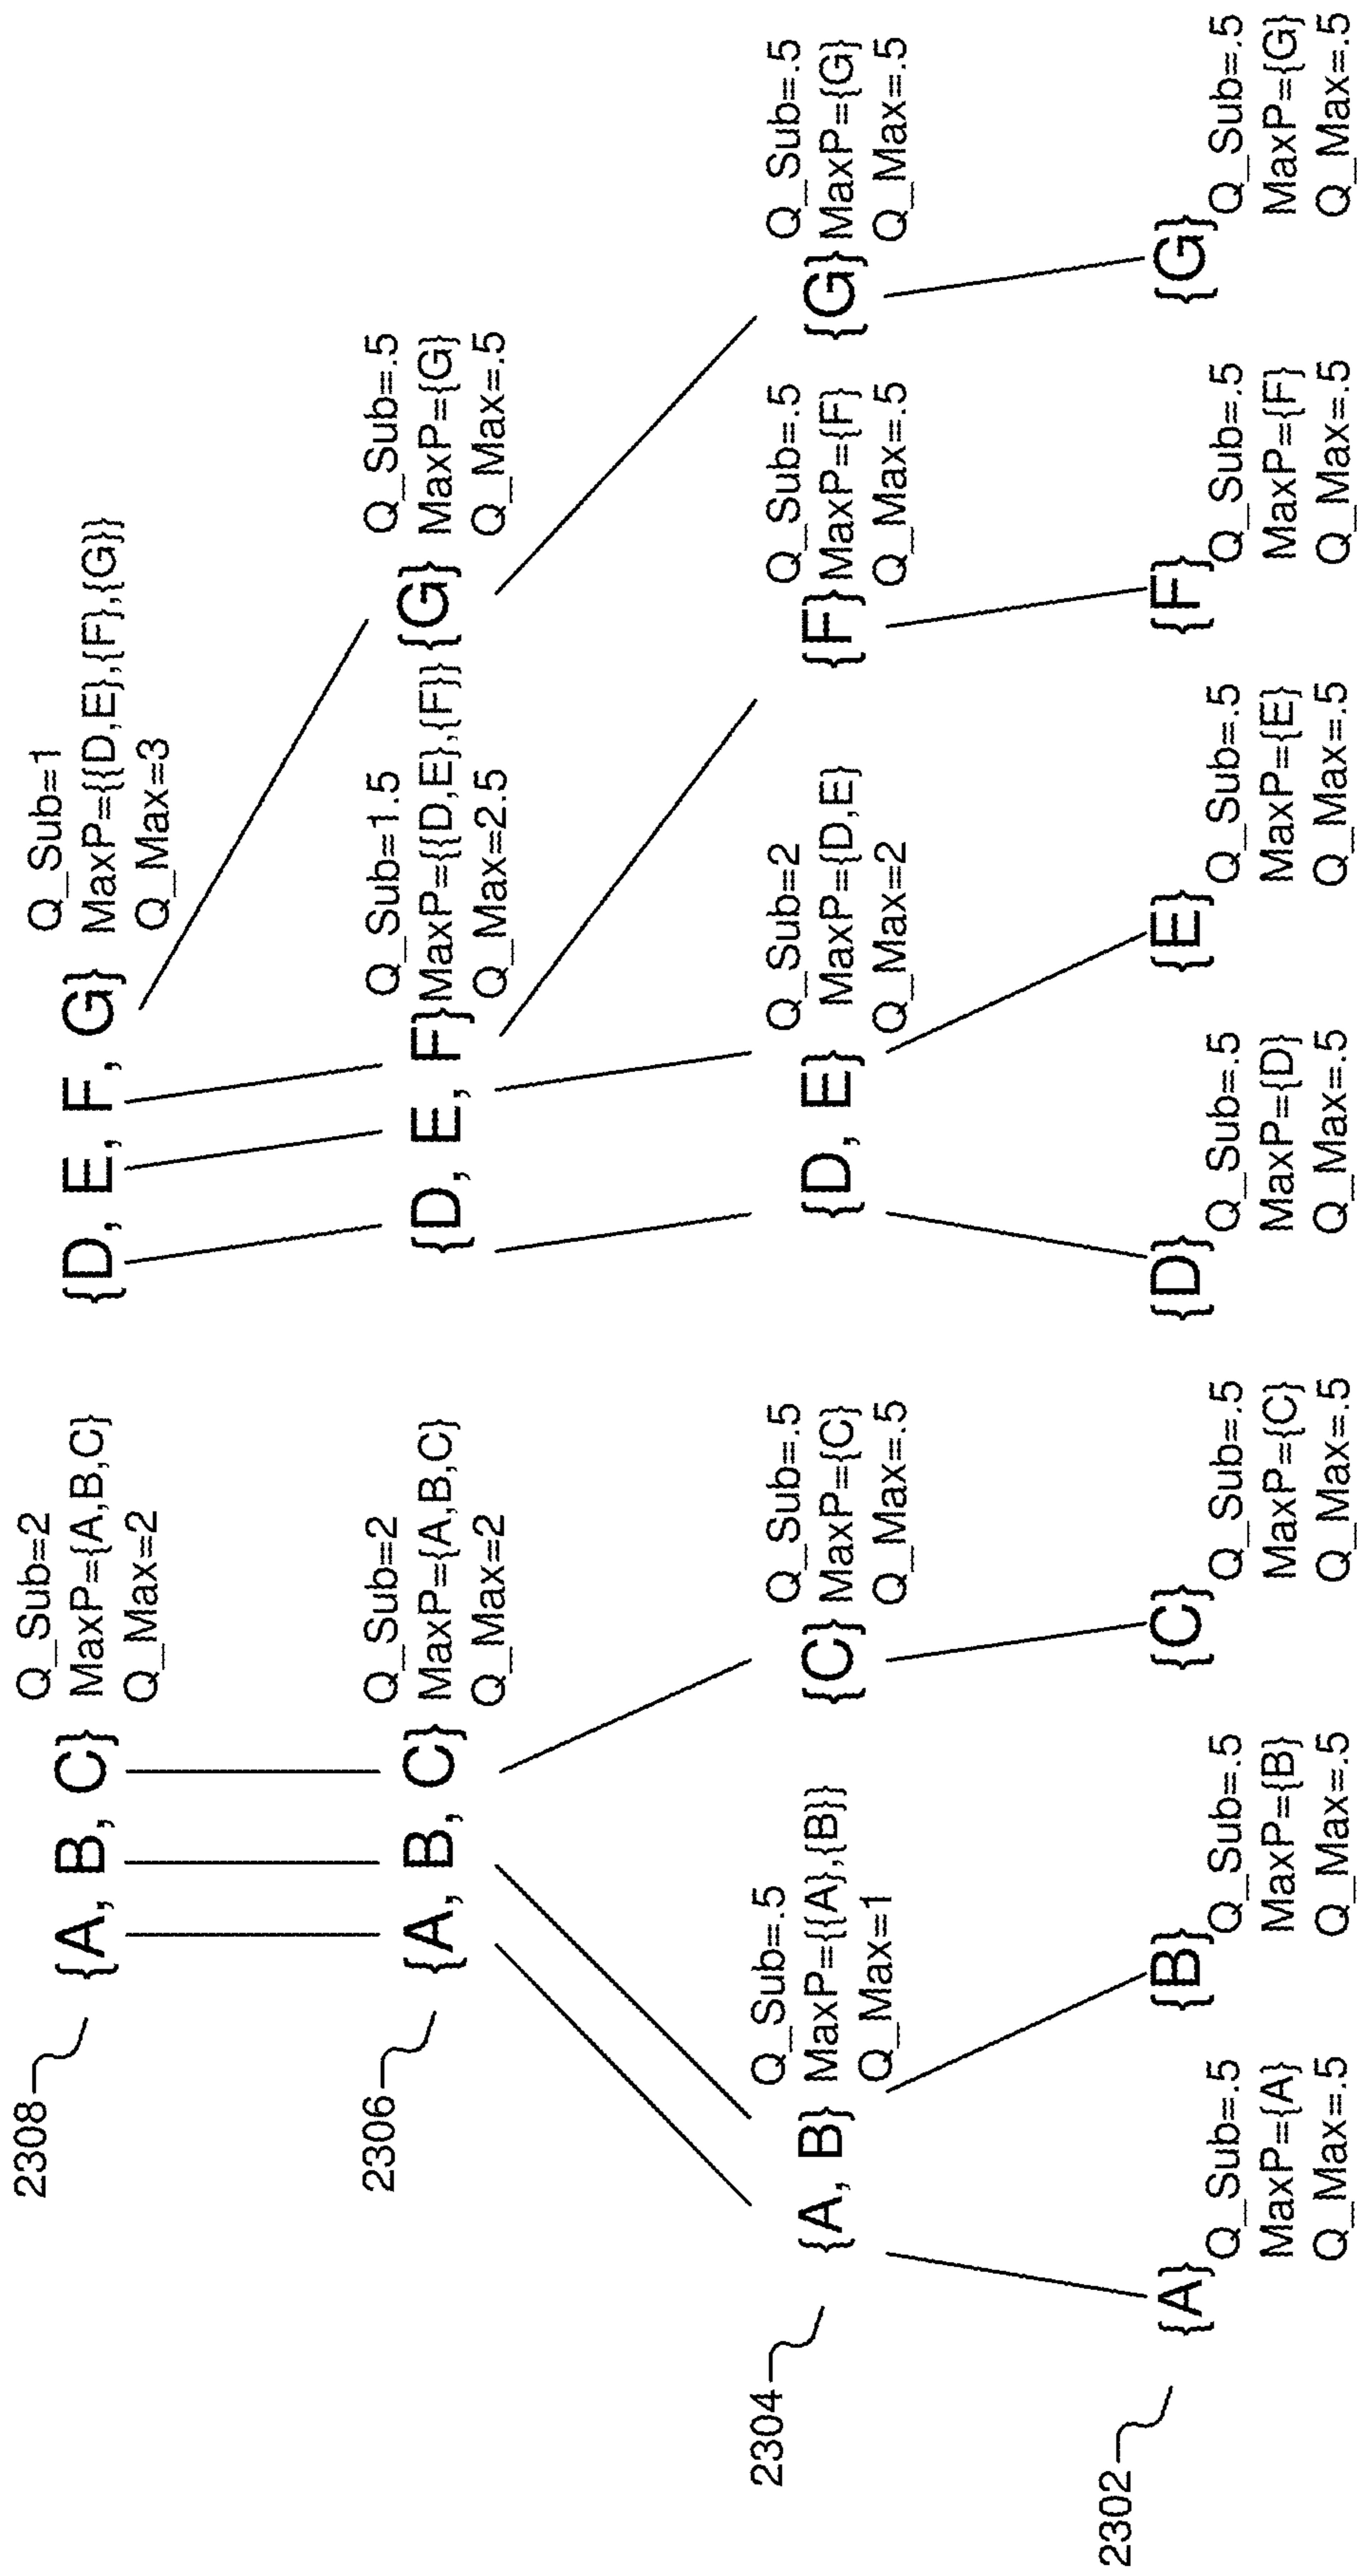 2308
{A, B, C}
Q_Sub=2
MaxP={A,B,C}
Q_Max=2
{D, E, F, G}
Q_Sub=1
MaxP={{D,E},{F},{G}}
Q_Max=3
2306
{A, B, C}
Q_Sub=2
MaxP={A,B,C}
Q_Max=2
{D, E, F}
Q_Sub=1.5
MaxP={{D,E},{F}}
Q_Max=2.5
{G}
Q_Sub=.5
MaxP={G}
Q_Max=.5
2304
{A, B}
Q_Sub=.5
MaxP={{A},{B}}
Q_Max=1
{C}
Q_Sub=.5
MaxP={C}
Q_Max=.5
{D, E}
Q_Sub=2
MaxP={D,E}
Q_Max=2
{F}
Q_Sub=.5
MaxP={F}
Q_Max=.5
{G}
Q_Sub=.5
MaxP={G}
Q_Max=.5
2302
{A}
Q_Sub=.5
MaxP={A}
Q_Max=.5
{B}
Q_Sub=.5
MaxP={B}
Q_Max=.5
{C}
Q_Sub=.5
MaxP={C}
Q_Max=.5
{D}
Q_Sub=.5
MaxP={D}
Q_Max=.5
{E}
Q_Sub=.5
MaxP={E}
Q_Max=.5
{F}
Q_Sub=.5
MaxP={F}
Q_Max=.5
{G}
Q_Sub=.5
MaxP={G}
Q_Max=.5